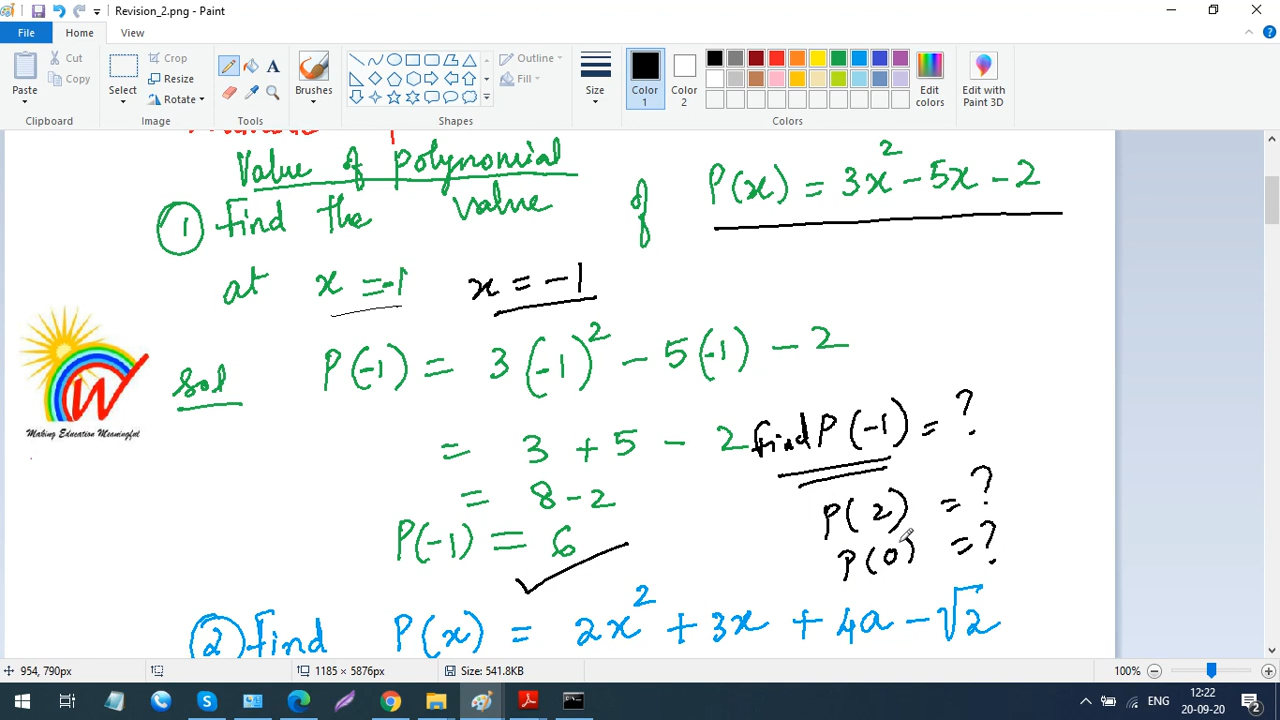 Revision_2.png - Paint
File Home View
Paste Cut Copy Select Crop Resize Rotate Brushes Outline Fill Size Color 1 Color 2 Edit colors Edit with Paint 3D
Clipboard Image Tools Shapes Colors
Value of polynomial
① Find the value of P(x) = 3x² - 5x - 2
at x = -1 x = -1
Sol P(-1) = 3(-1)² - 5(-1) - 2
= 3 + 5 - 2
find P(-1) = ?
= 8 - 2
P(2) = ?
P(-1) = 6
P(0) = ?
W
Making Education Meaningful
② Find P(x) = 2x² + 3x + 4a - √2
954, 790px 1185 × 5876px Size: 541.8KB 100%
ENG 12:22
20-09-20 2